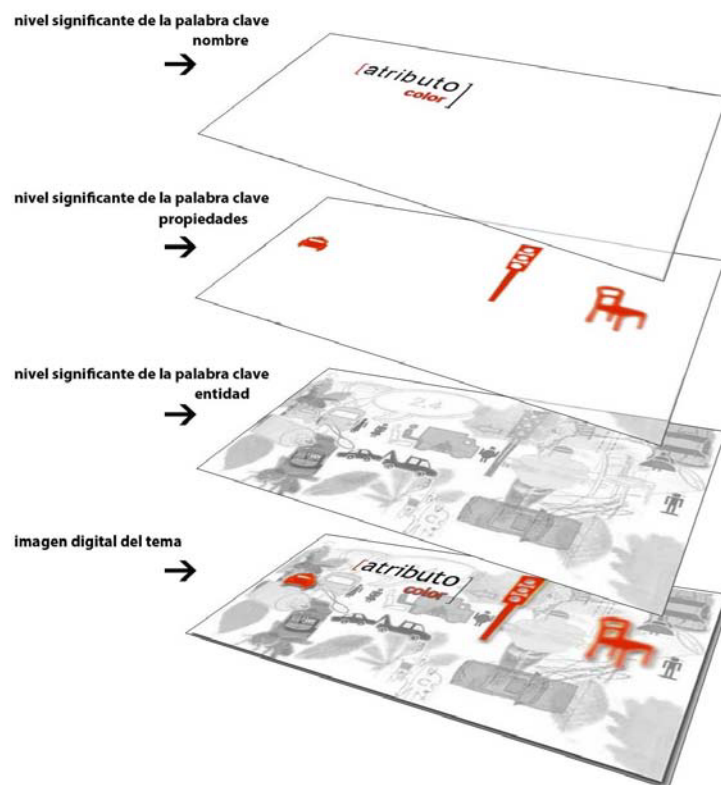 nivel significante de la palabra clave
nombre
[atributo
color]
nivel significante de la palabra clave
propiedades
nivel significante de la palabra clave
entidad
imagen digital del tema
[atributo
color]